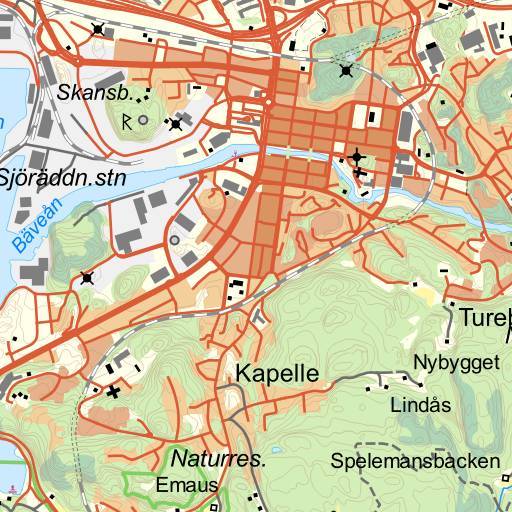 Skansb.
R
Sjöräddn.stn
Bäveån
Tureb
Nybygget
Kapelle
Lindås
Naturres.
Spelemansbacken
Emaus